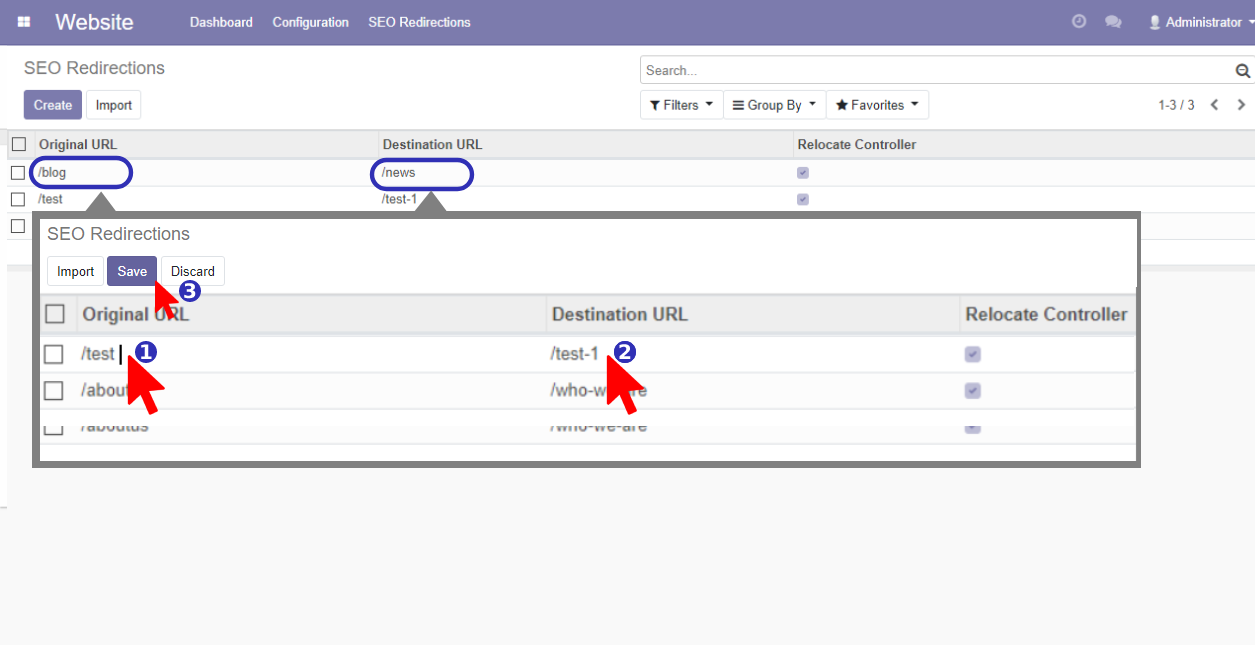 Website Dashboard Configuration SEO Redirections Administrator
SEO Redirections
Search...
Create Import Filters Group By Favorites 1-3 / 3
Original URL Destination URL Relocate Controller
/blog /news
/test /test-1
SEO Redirections
Import Save Discard
3
Original URL Destination URL Relocate Controller
/test 1 /test-1 2
/about /who-we-are
/aboutus /who-we-are